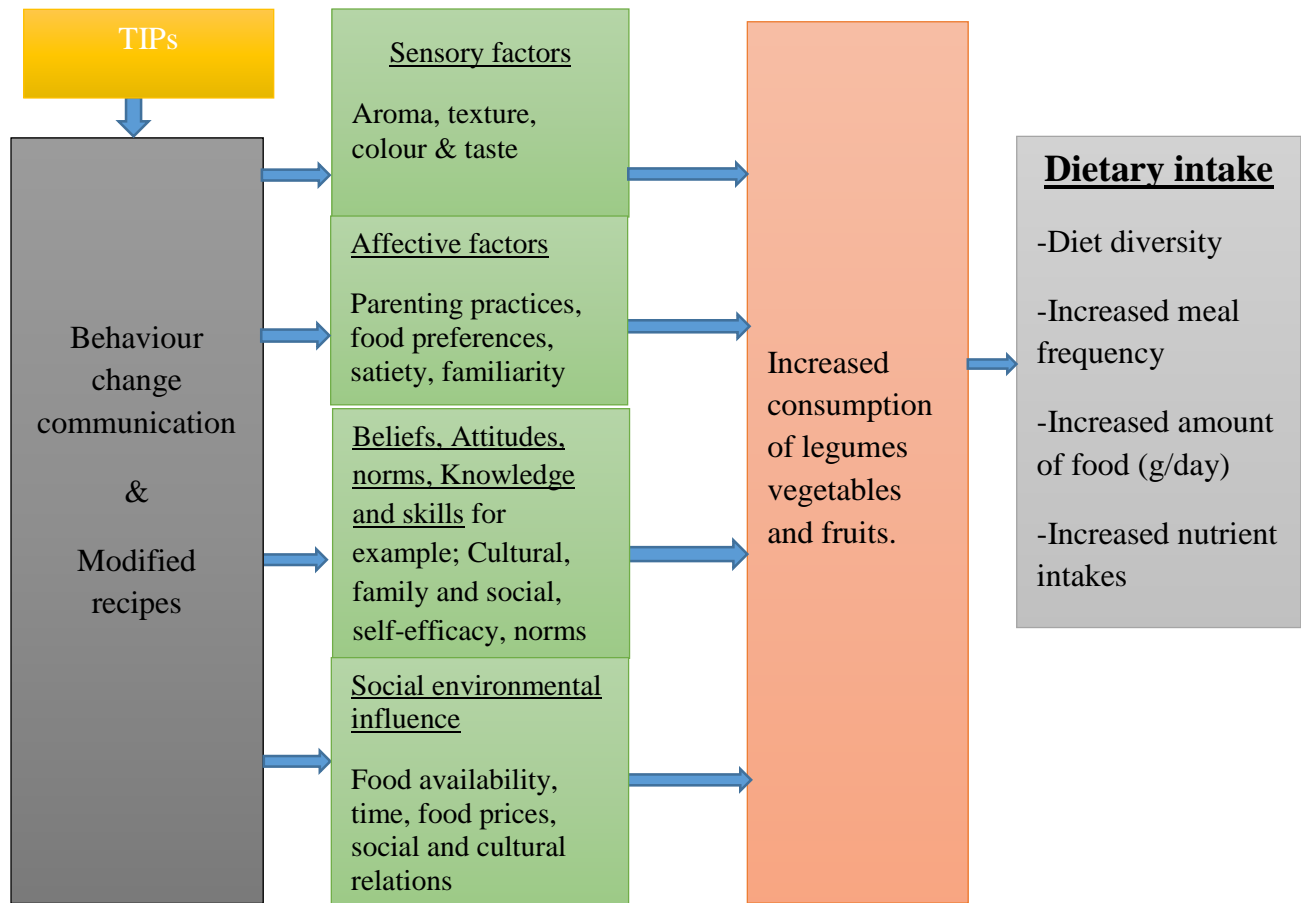 TIPs
Behaviour
change
communication
&
Modified
recipes
Sensory factors
Aroma, texture,
colour & taste
Affective factors
Parenting practices,
food preferences,
satiety, familiarity
Beliefs, Attitudes,
norms, Knowledge
and skills for
example; Cultural,
family and social,
self-efficacy, norms
Social environmental
influence
Food availability,
time, food prices,
social and cultural
relations
Increased
consumption
of legumes
vegetables
and fruits.
Dietary intake
-Diet diversity
-Increased meal
frequency
-Increased amount
of food (g/day)
-Increased nutrient
intakes